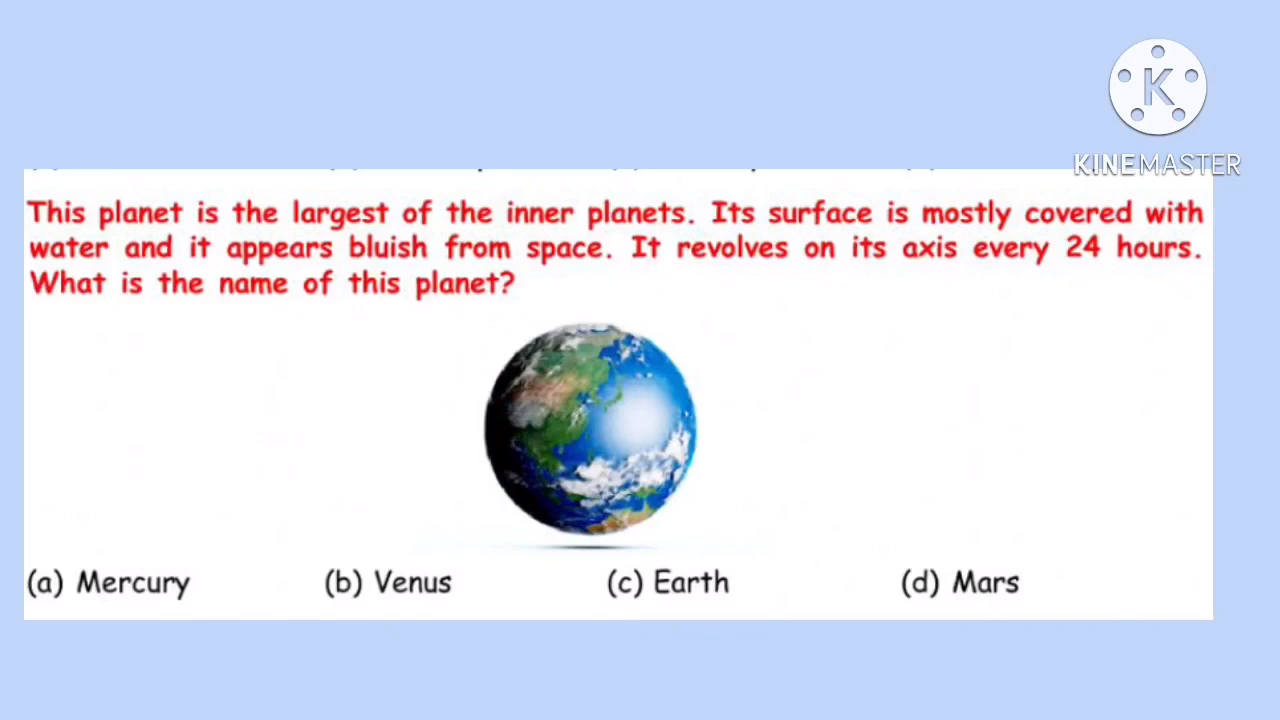 K
KINEMASTER
This planet is the largest of the inner planets. Its surface is mostly covered with
water and it appears bluish from space. It revolves on its axis every 24 hours.
What is the name of this planet?
(a) Mercury (b) Venus (c) Earth (d) Mars